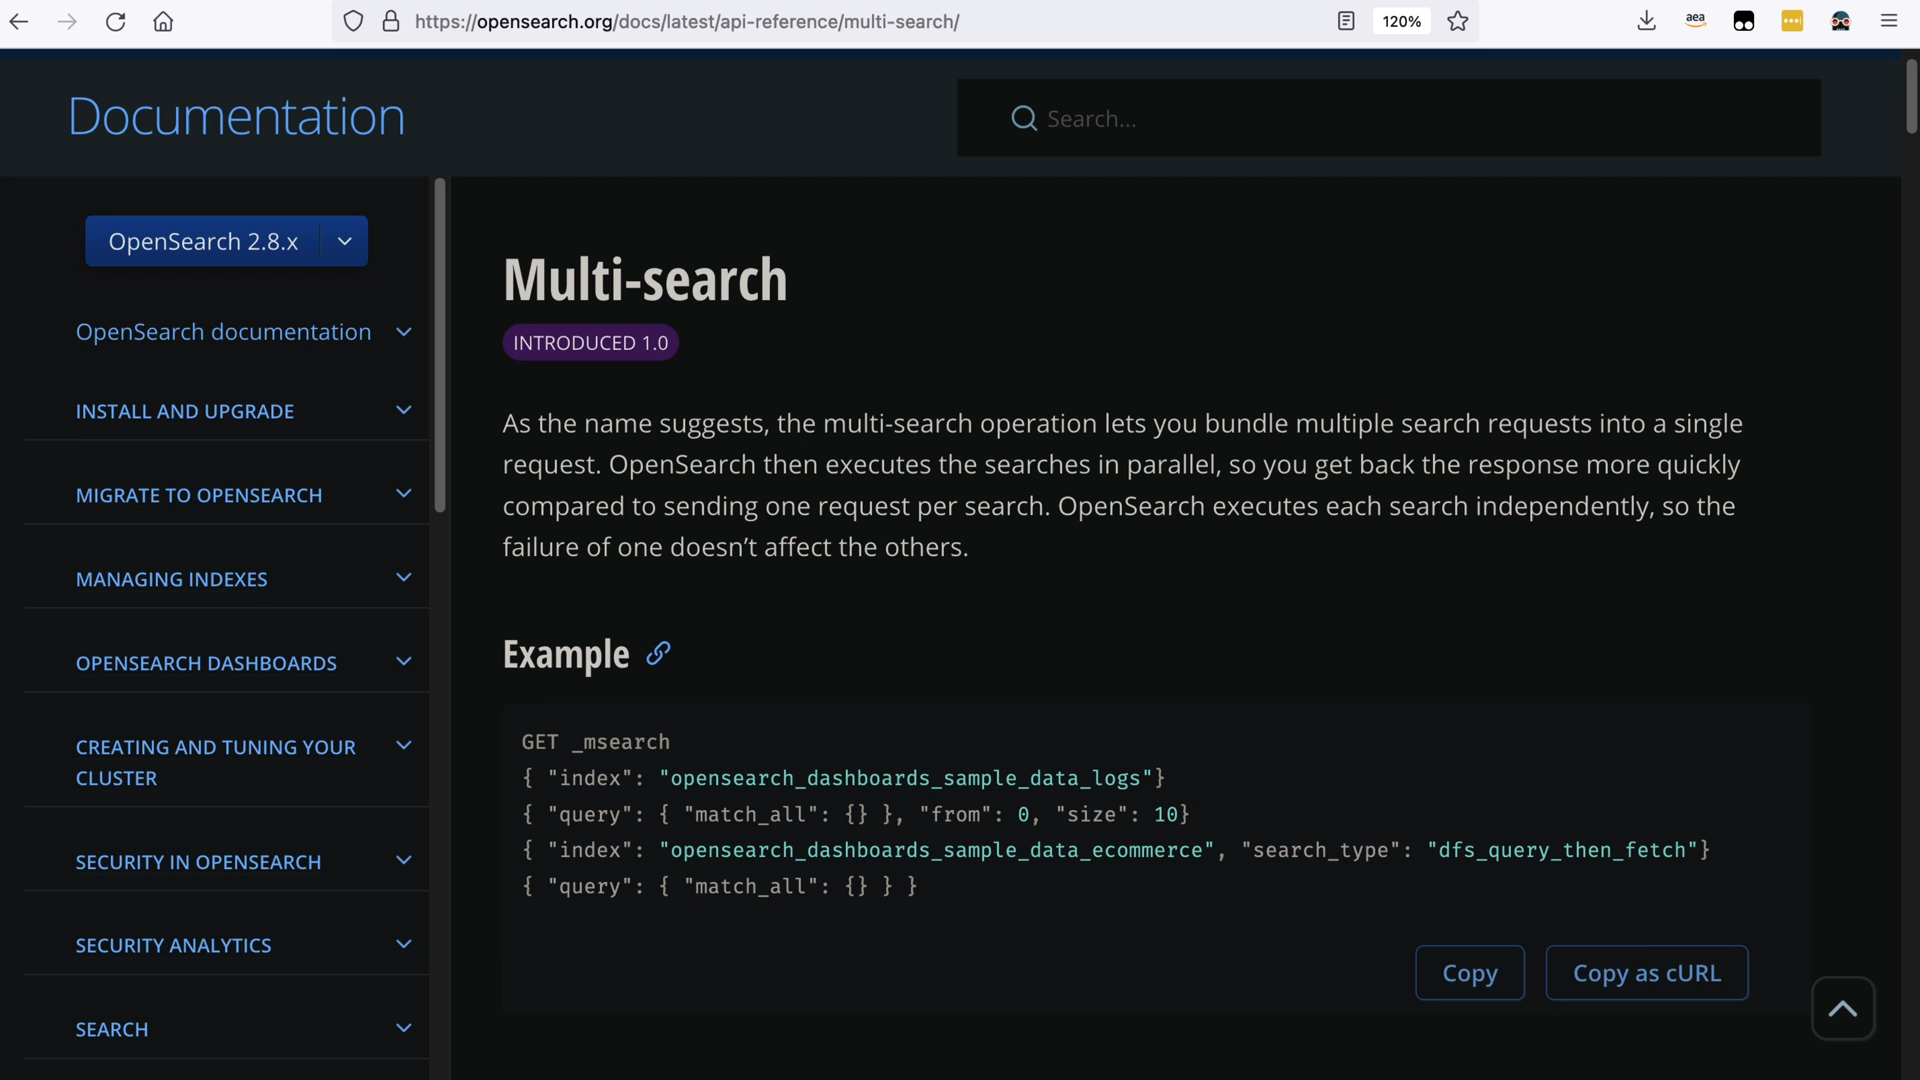 https://opensearch.org/docs/latest/api-reference/multi-search/
120%
aea
Documentation
Search...
OpenSearch 2.8.x
OpenSearch documentation
INSTALL AND UPGRADE
MIGRATE TO OPENSEARCH
MANAGING INDEXES
OPENSEARCH DASHBOARDS
CREATING AND TUNING YOUR
CLUSTER
SECURITY IN OPENSEARCH
SECURITY ANALYTICS
SEARCH
Multi-search
INTRODUCED 1.0
As the name suggests, the multi-search operation lets you bundle multiple search requests into a single
request. OpenSearch then executes the searches in parallel, so you get back the response more quickly
compared to sending one request per search. OpenSearch executes each search independently, so the
failure of one doesn’t affect the others.
Example
GET _msearch
{ "index": "opensearch_dashboards_sample_data_logs"}
{ "query": { "match_all": {} }, "from": 0, "size": 10}
{ "index": "opensearch_dashboards_sample_data_ecommerce", "search_type": "dfs_query_then_fetch"}
{ "query": { "match_all": {} } }
Copy
Copy as cURL